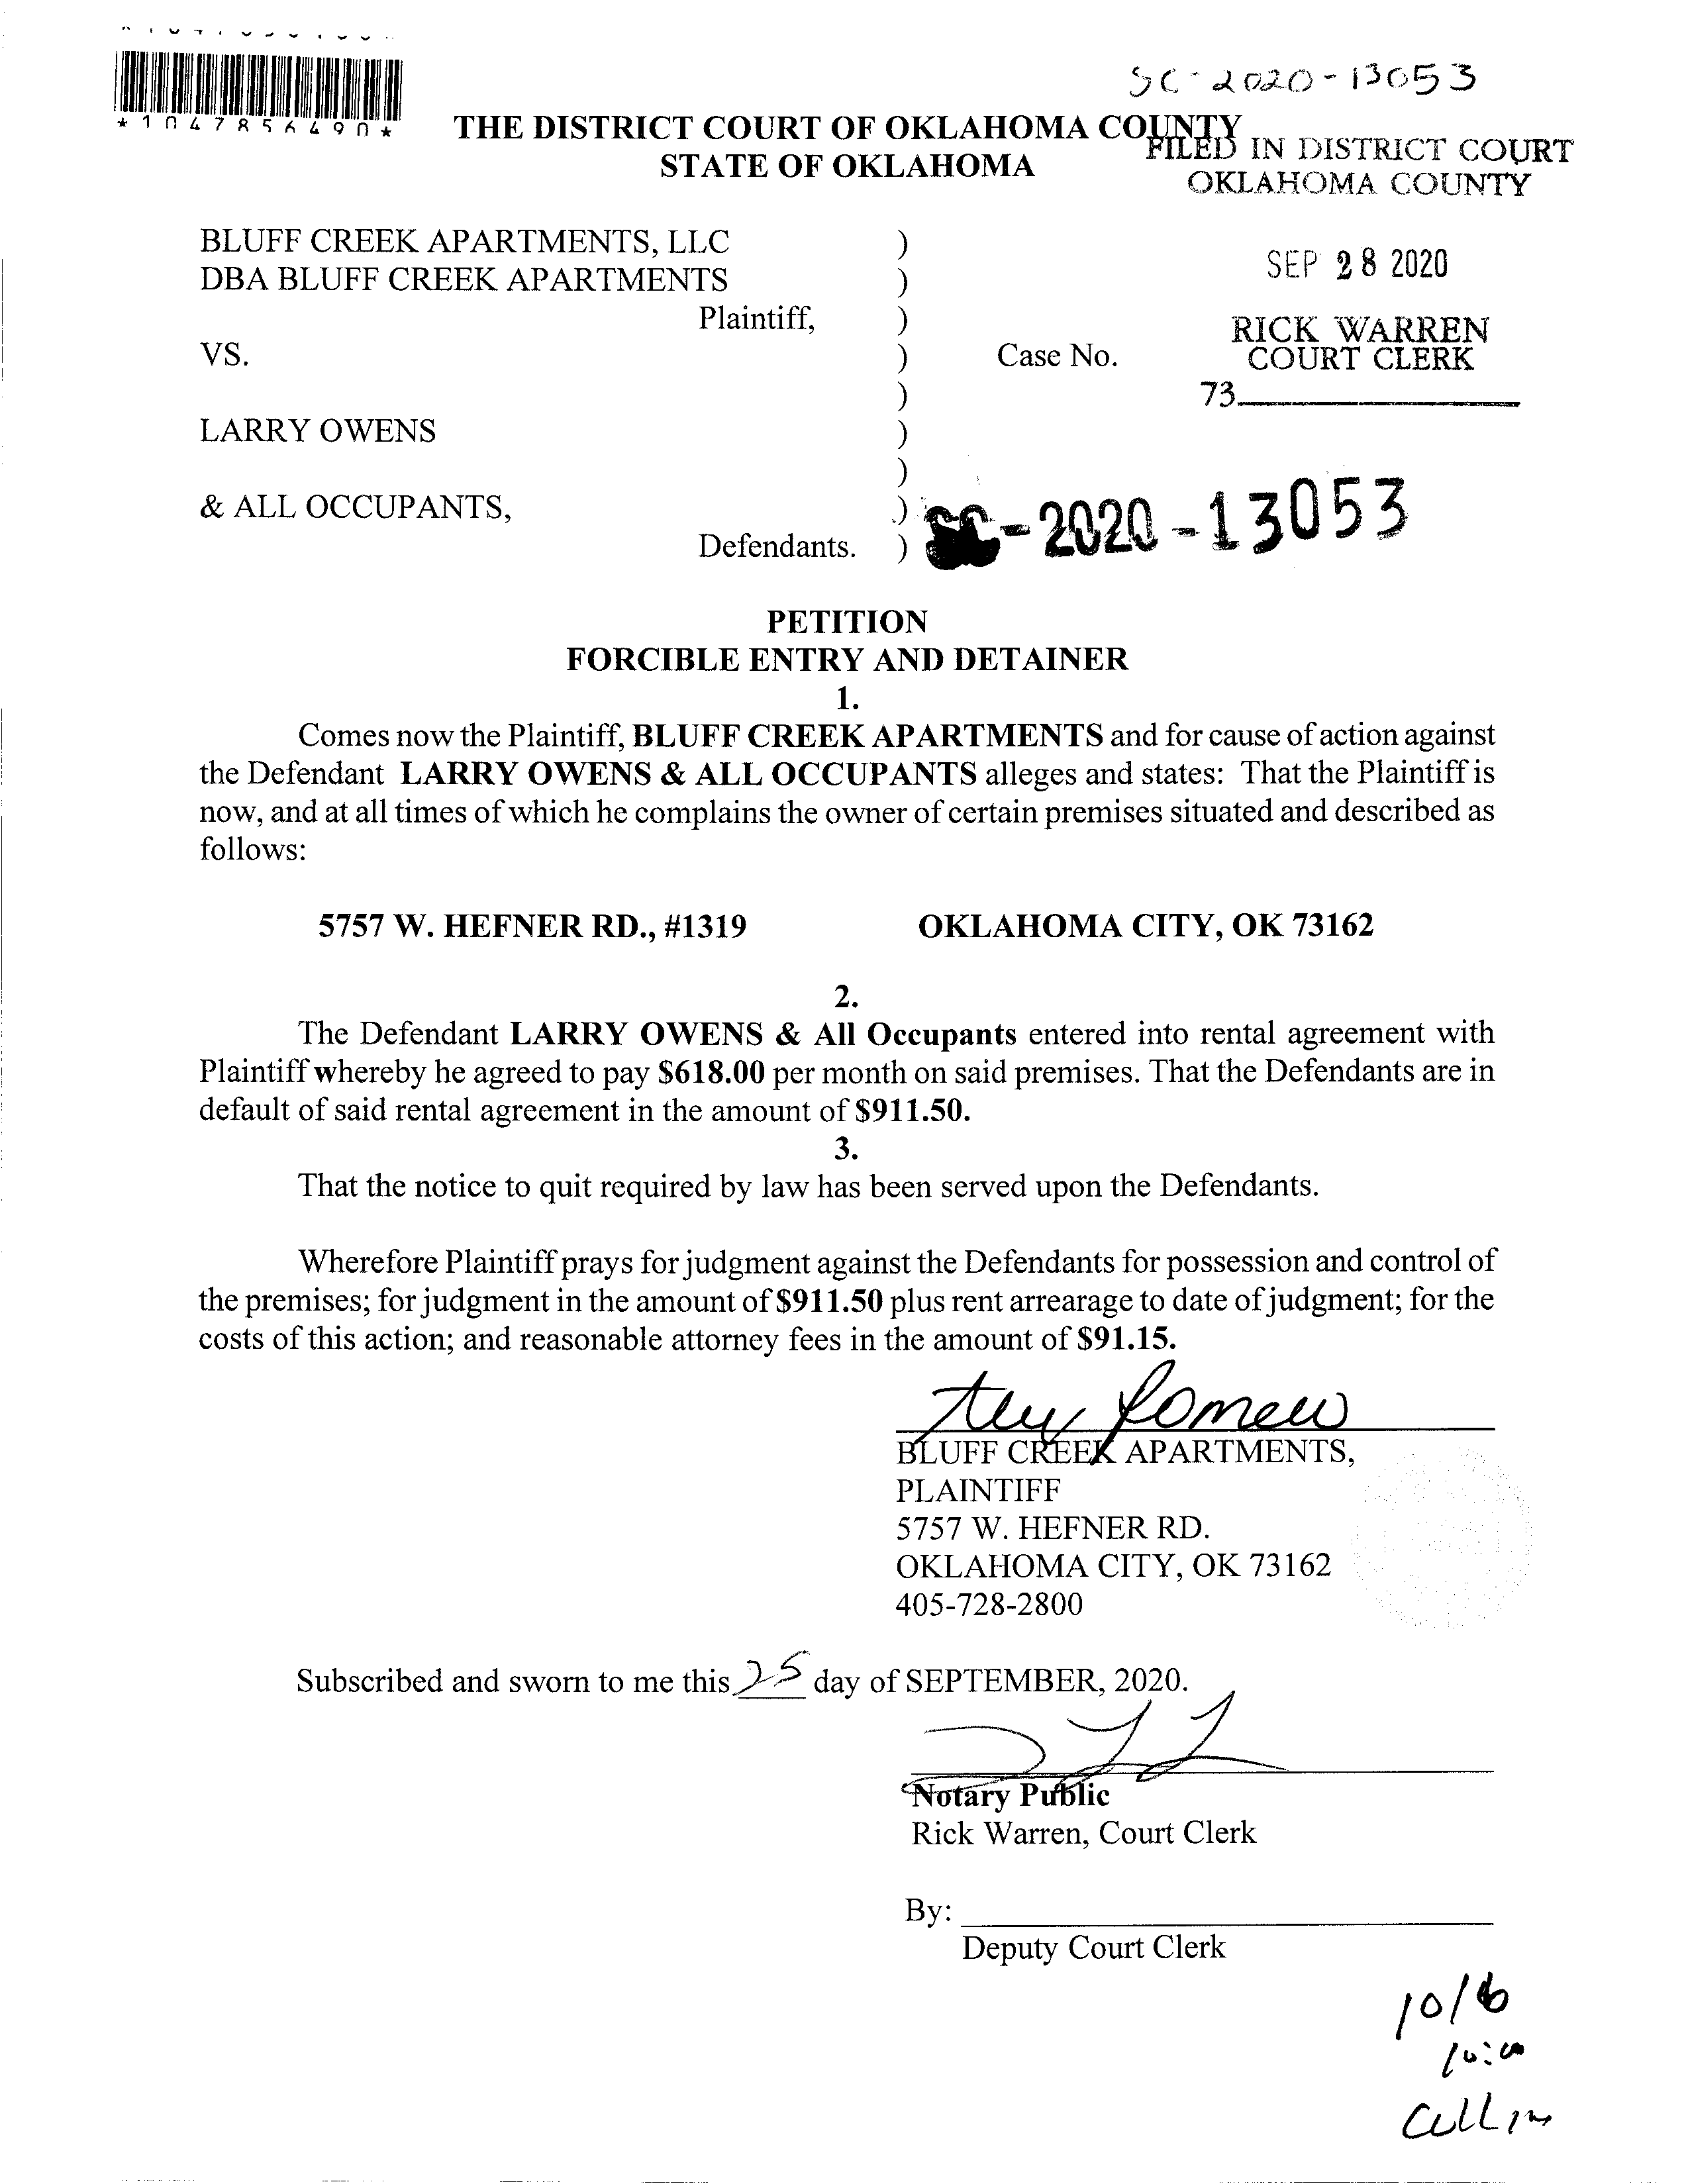 SC-2020-13053
*1047856490*
THE DISTRICT COURT OF OKLAHOMA COUNTY
STATE OF OKLAHOMA
FILED IN DISTRICT COURT
OKLAHOMA COUNTY
SEP 28 2020
RICK WARREN
COURT CLERK
73
BLUFF CREEK APARTMENTS, LLC )
DBA BLUFF CREEK APARTMENTS )
Plaintiff, )
VS. ) Case No.
)
LARRY OWENS )
)
& ALL OCCUPANTS, )
Defendants. )
SC-2020-13053
PETITION
FORCIBLE ENTRY AND DETAINER
1.
Comes now the Plaintiff, BLUFF CREEK APARTMENTS and for cause of action against
the Defendant LARRY OWENS & ALL OCCUPANTS alleges and states: That the Plaintiff is
now, and at all times of which he complains the owner of certain premises situated and described as
follows:
5757 W. HEFNER RD., #1319 OKLAHOMA CITY, OK 73162
2.
The Defendant LARRY OWENS & All Occupants entered into rental agreement with
Plaintiff whereby he agreed to pay $618.00 per month on said premises. That the Defendants are in
default of said rental agreement in the amount of $911.50.
3.
That the notice to quit required by law has been served upon the Defendants.
Wherefore Plaintiff prays for judgment against the Defendants for possession and control of
the premises; for judgment in the amount of $911.50 plus rent arrearage to date of judgment; for the
costs of this action; and reasonable attorney fees in the amount of $91.15.
BLUFF CREEK APARTMENTS,
PLAINTIFF
5757 W. HEFNER RD.
OKLAHOMA CITY, OK 73162
405-728-2800
Subscribed and sworn to me this 25 day of SEPTEMBER, 2020.
Notary Public
Rick Warren, Court Clerk
By:
Deputy Court Clerk